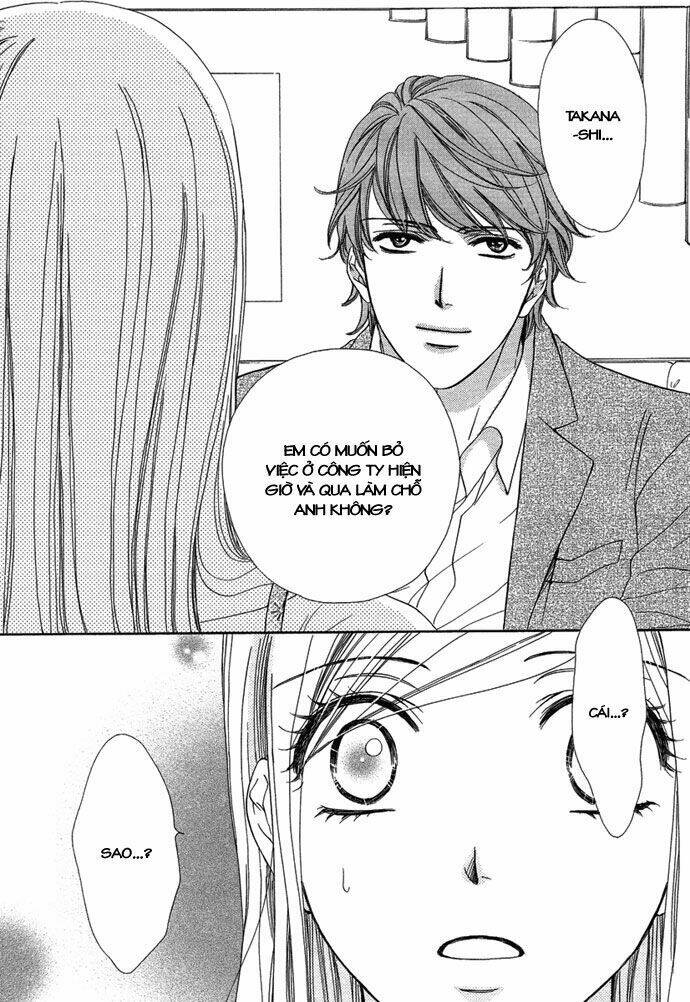 TAKANA
-SHI...
EM CÓ MUỐN BỎ
VIỆC Ở CÔNG TY HIỆN
GIỜ VÀ QUA LÀM CHỖ
ANH KHÔNG?
CÁI...?
SAO...?